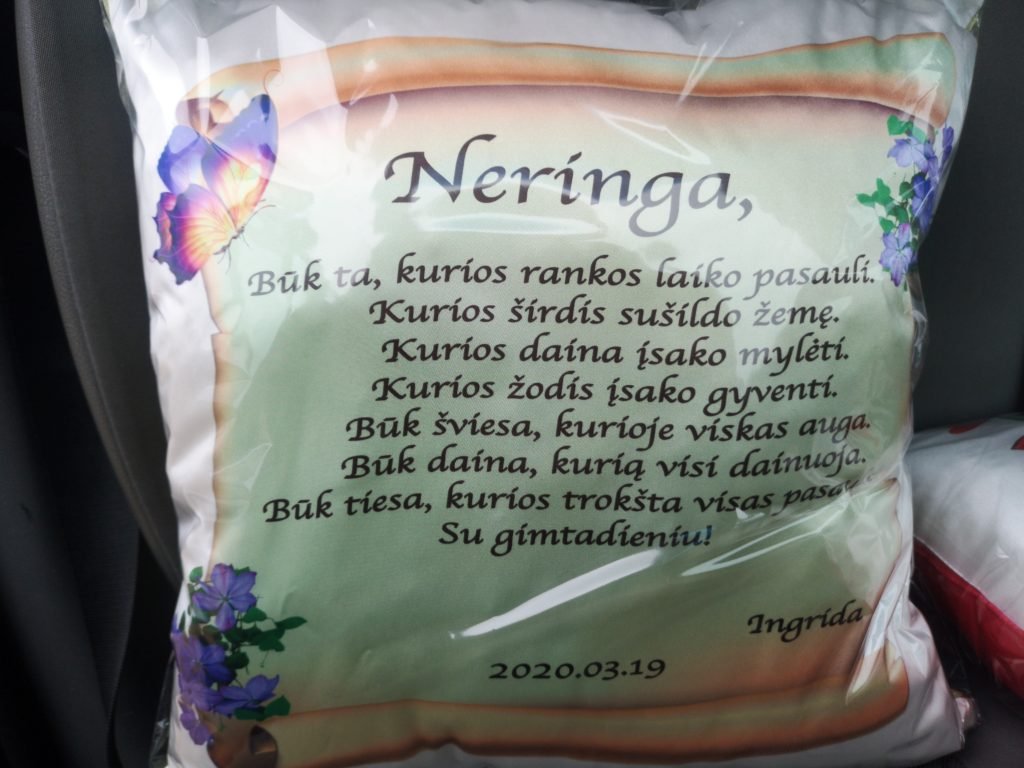 Neringa,
Būk ta, kurios rankos laiko pasauli.
Kurios širdis sušildo žemę.
Kurios daina įsako mylėti.
Kurios žodis įsako gyventi.
Būk šviesa, kurioje viskas auga.
Būk daina, kurią visi dainuoja.
Būk tiesa, kurios trokšta visas
Su gimtadieniu!
Ingrida
2020.03.19